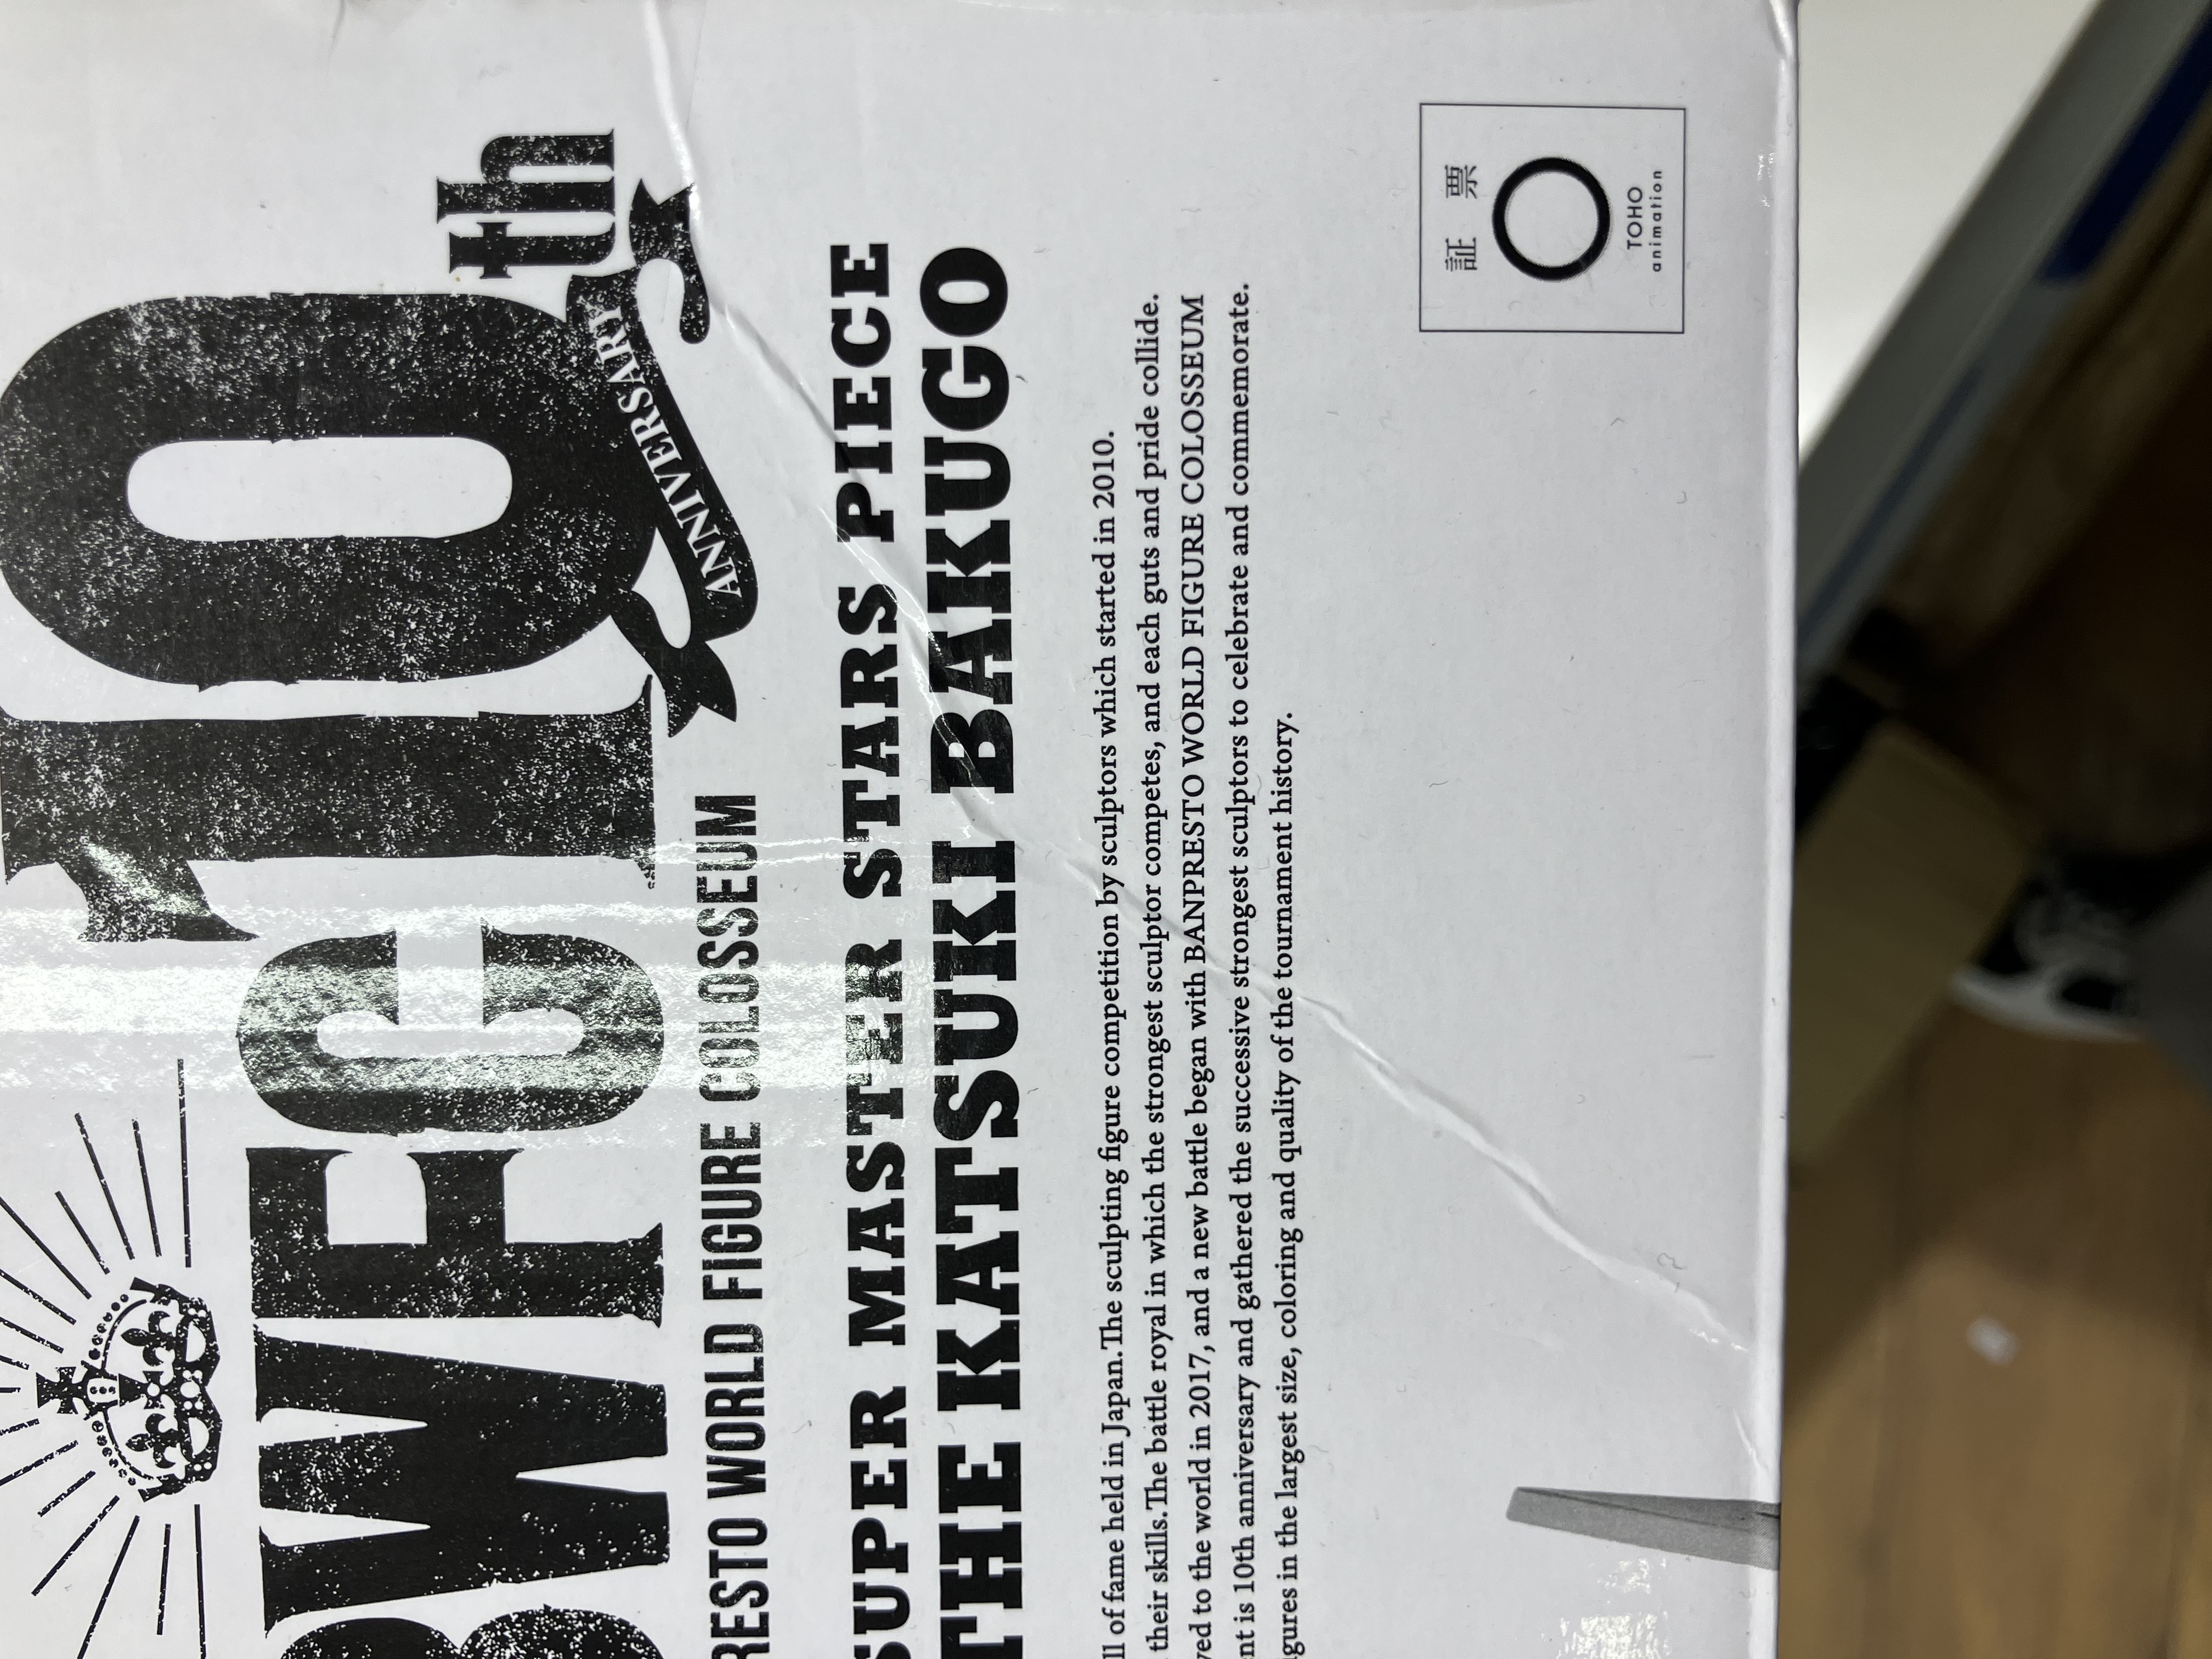 BWFC 10th
ANNIVERSARY
RESTO WORLD FIGURE COLOSSEUM
SUPER MASTER STARS PIECE
THE KATSUKI BAKUGO
ll of fame held in Japan. The sculpting figure competition by sculptors which started in 2010.
their skills. The battle royal in which the strongest sculptor competes, and each guts and pride collide.
ved to the world in 2017, and a new battle began with BANPRESTO WORLD FIGURE COLOSSEUM
nt is 10th anniversary and gathered the successive strongest sculptors to celebrate and commemorate.
gures in the largest size, coloring and quality of the tournament history.
証 票
TOHO
animation